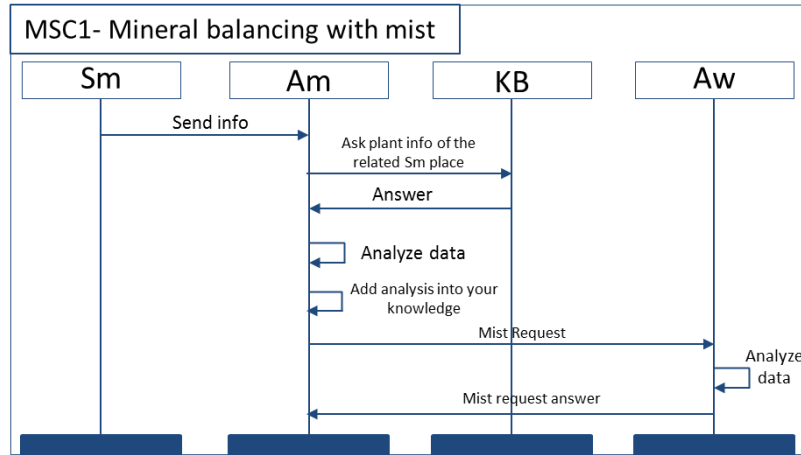 MSC1- Mineral balancing with mist
Sm
Am
KB
Aw
Send info
Ask plant info of the
related Sm place
Answer
Analyze data
Add analysis into your
knowledge
Mist Request
Analyze
data
Mist request answer